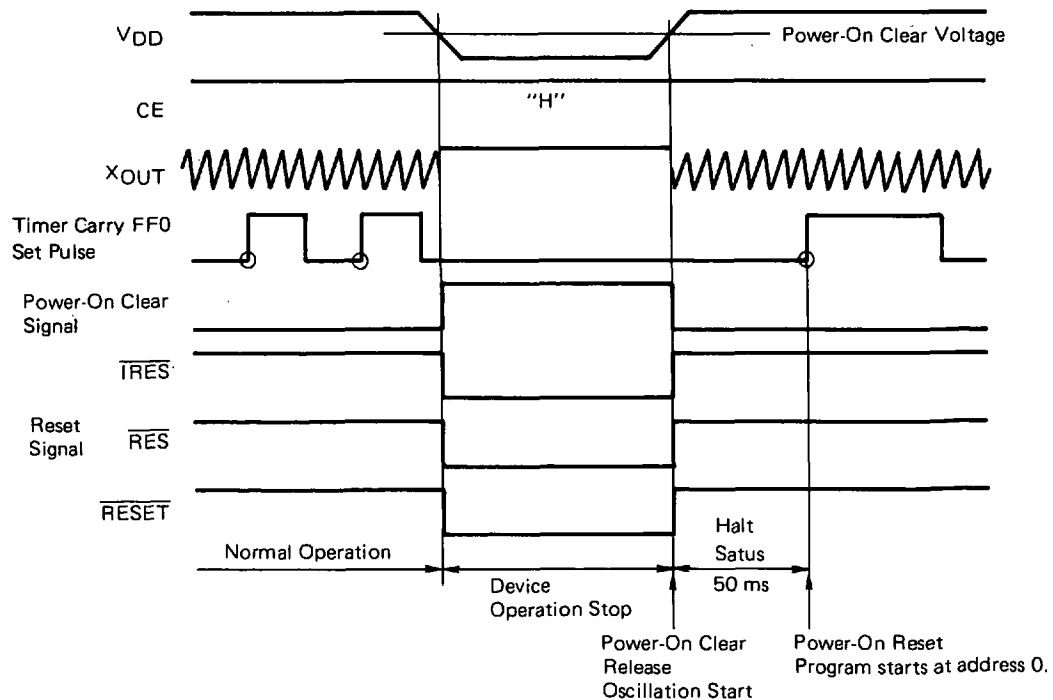 VDD
Power-On Clear Voltage
CE
"H"
XOUT
Timer Carry FF0
Set Pulse
Power-On Clear
Signal
IRES
Reset
Signal
RES
RESET
Normal Operation
Device
Operation Stop
Halt
Satus
50 ms
Power-On Clear
Release
Oscillation Start
Power-On Reset
Program starts at address 0.